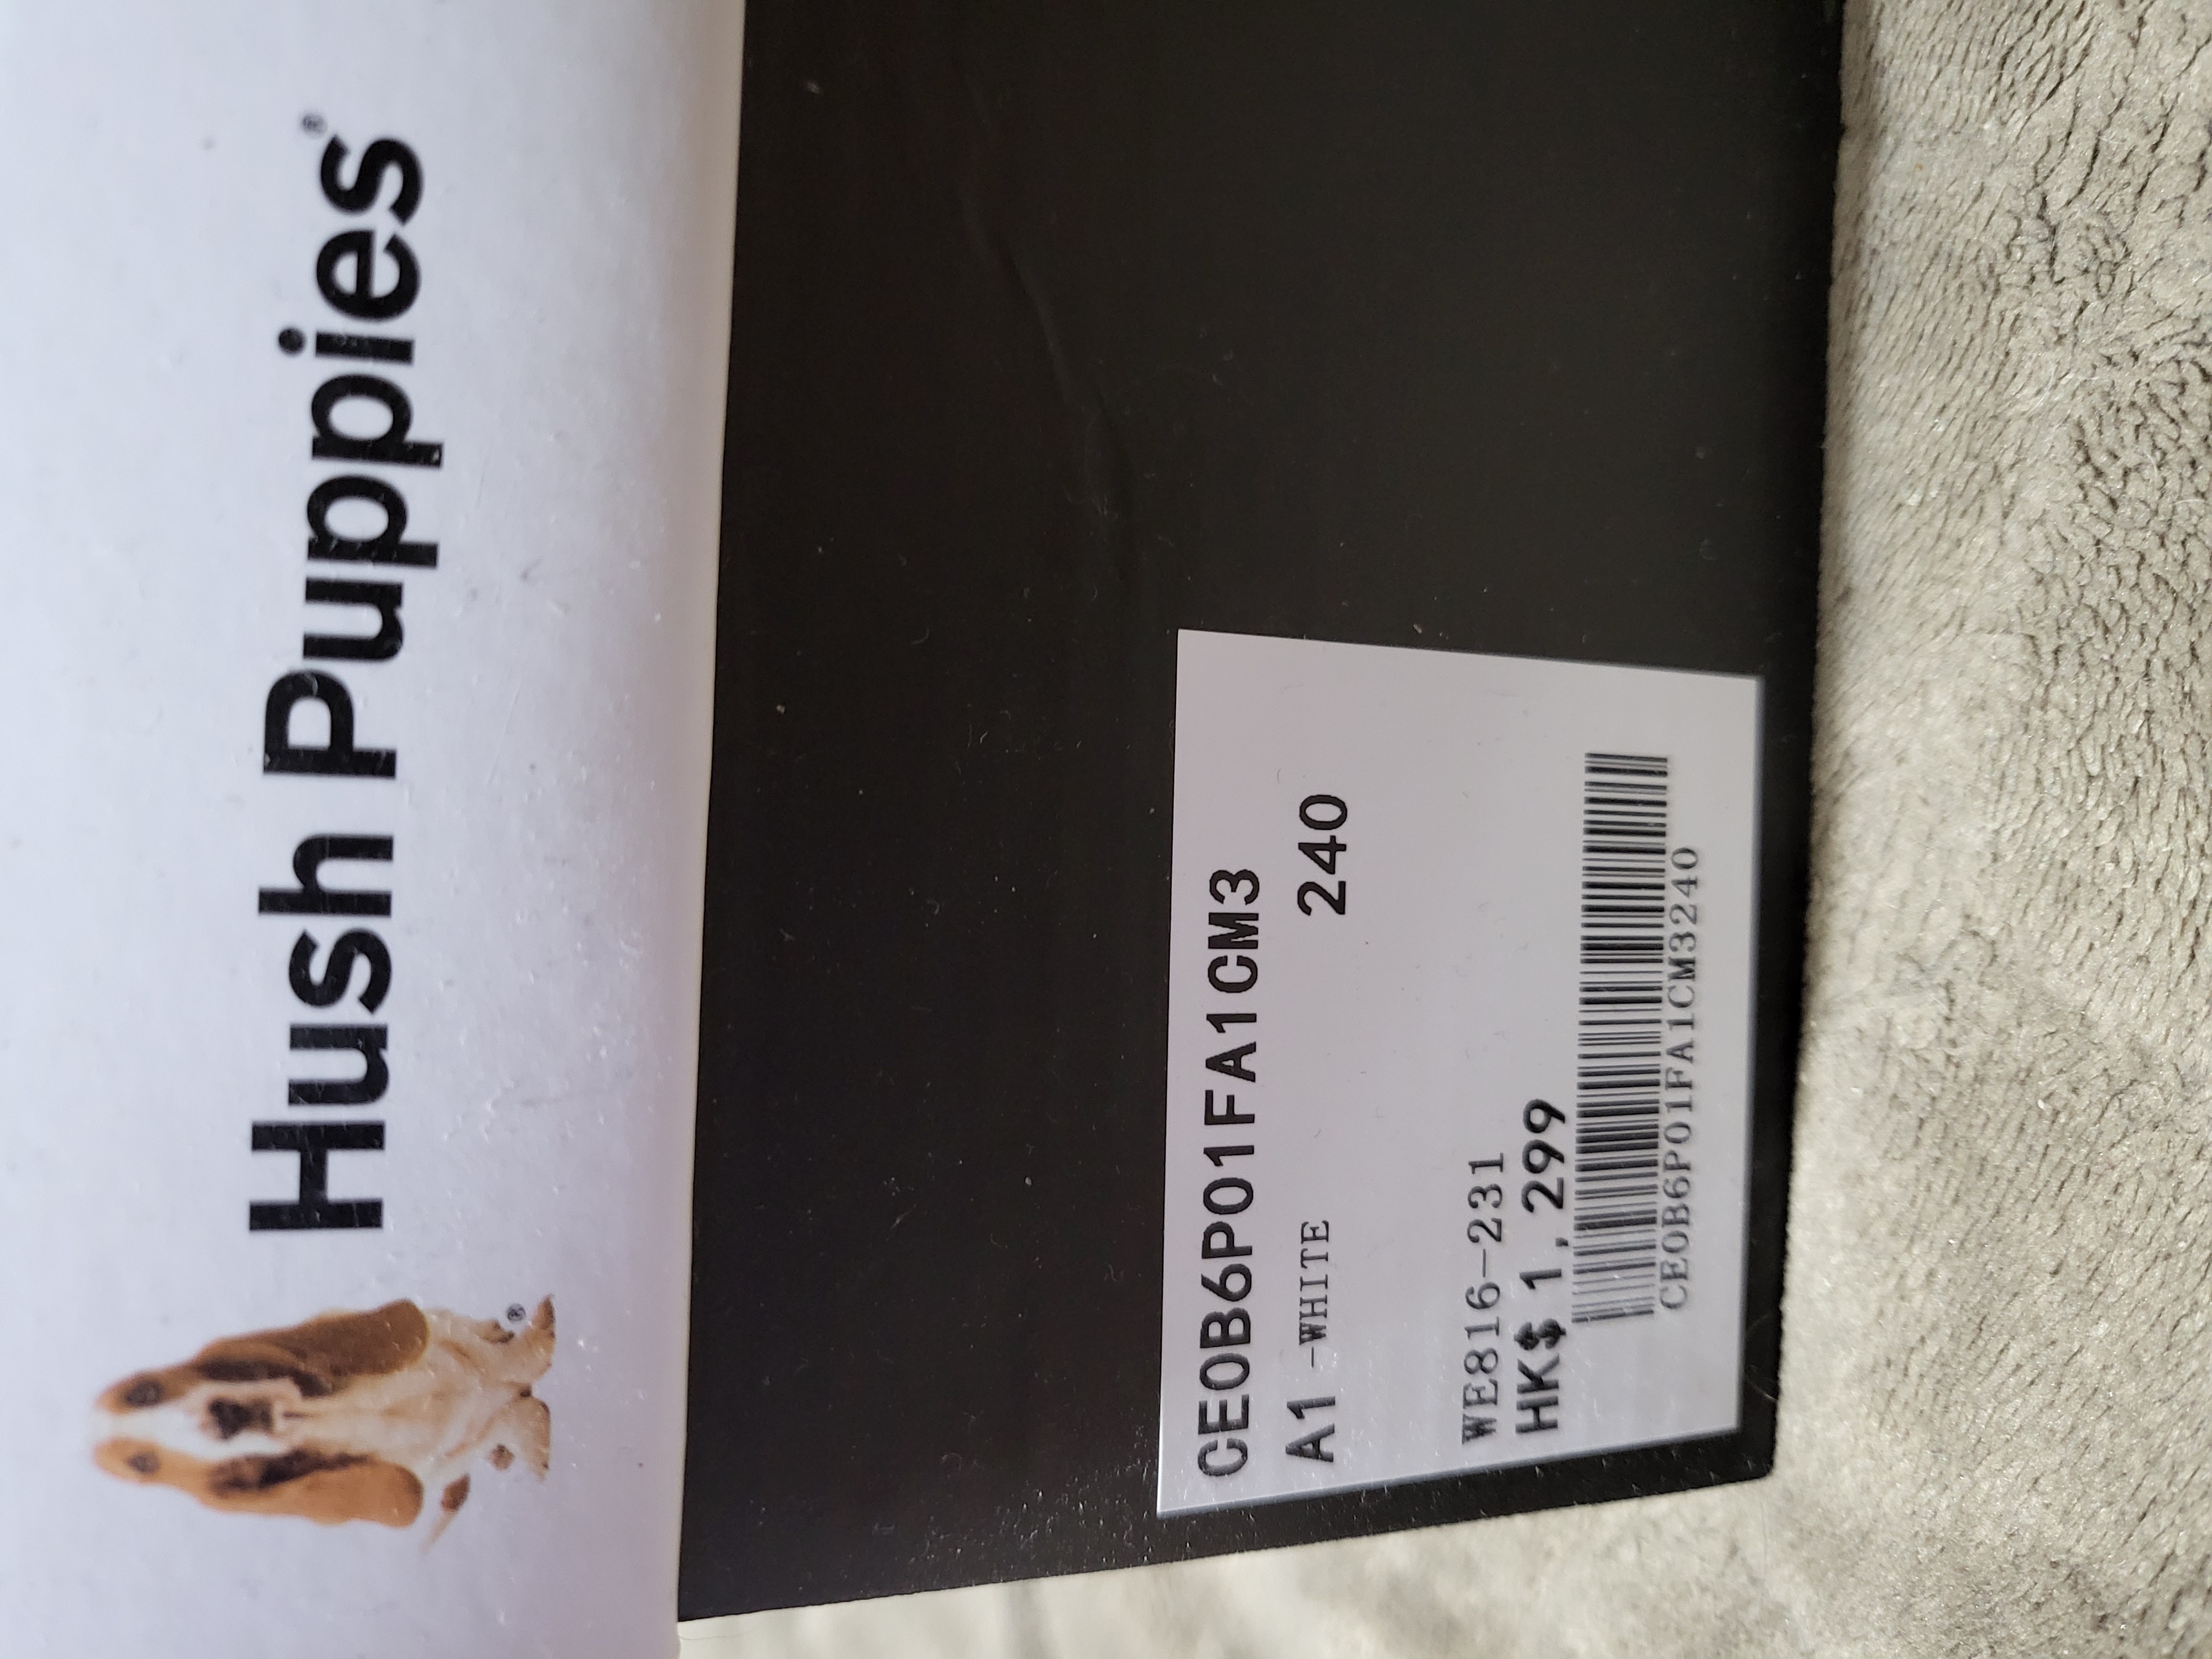 Hush Puppies®
®
CE0B6P01FA1CM3
A1 -WHITE 240
WE816-231
HK$ 1,299
CE0B6P01FA1CM3240